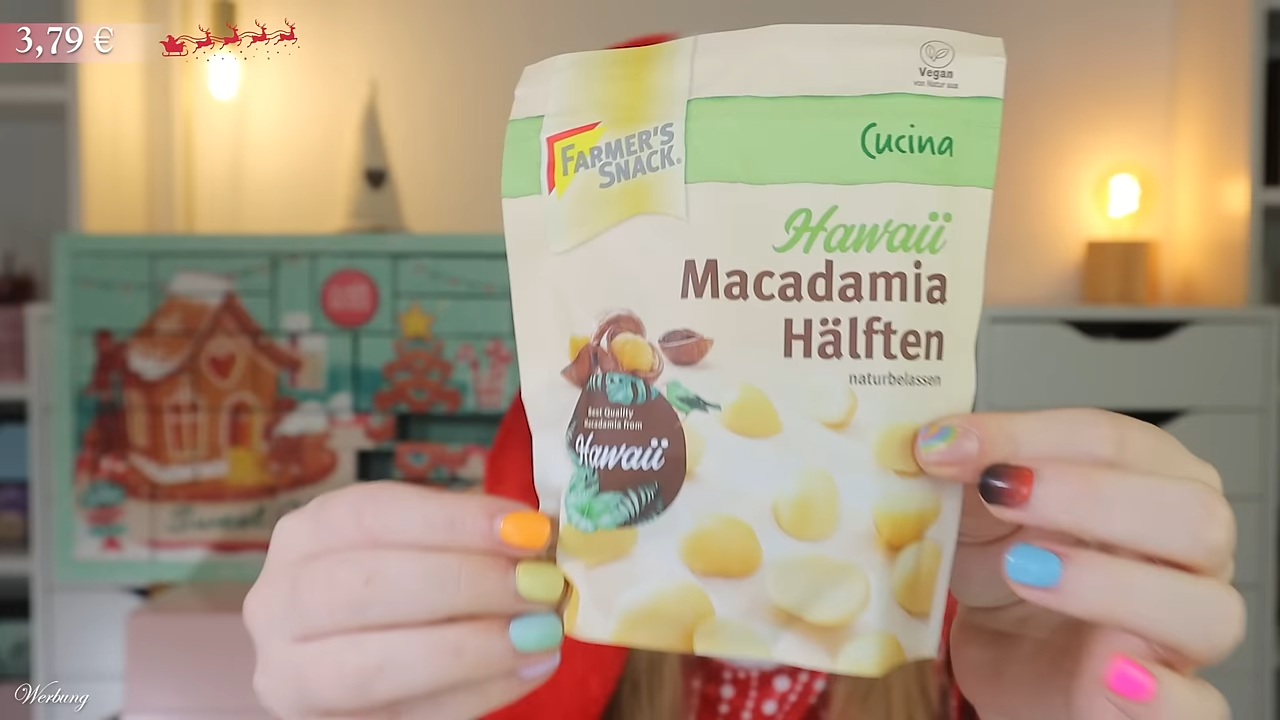 3,79 €
Vegan
von Natur aus
FARMER'S
SNACK.
Cucina
Hawaii
Macadamia
Hälften
naturbelassen
Best Quality
Macadamia from
Hawaii
Sweet
Werbung